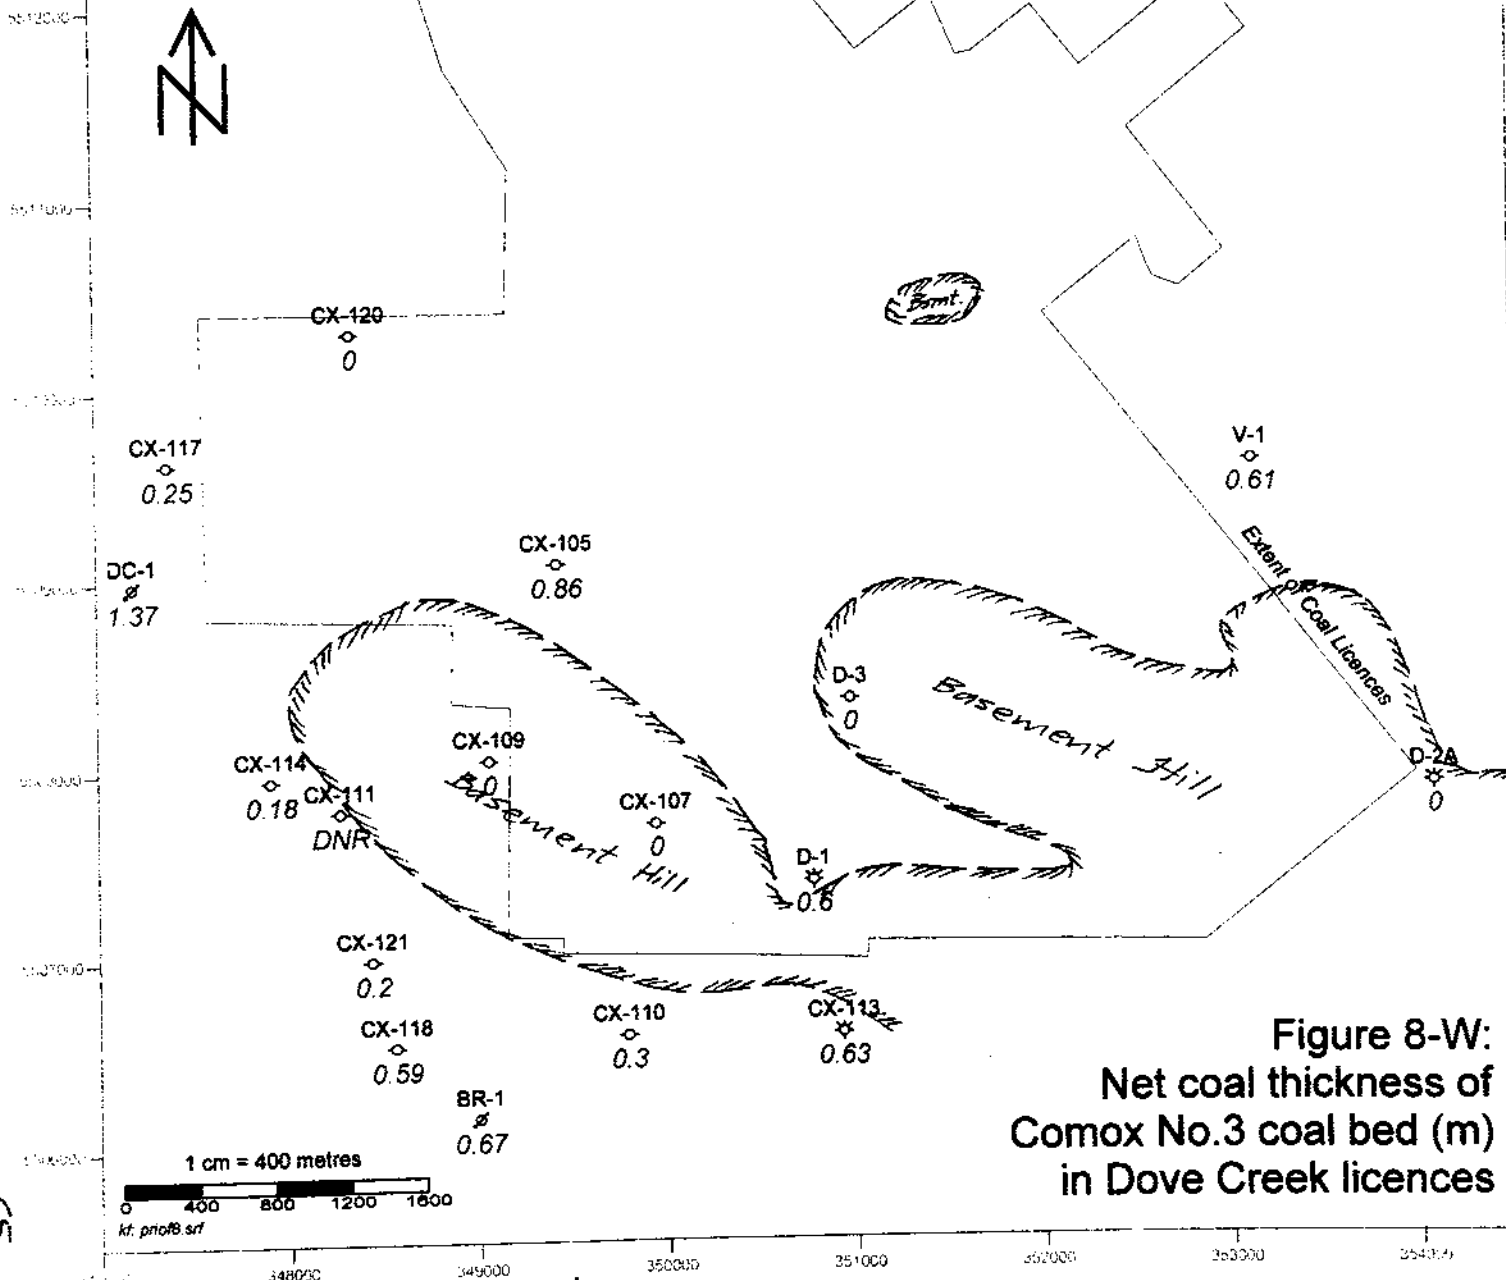 N
CX-120
0
Bsmt.
CX-117
0.25
V-1
0.61
CX-105
0.86
DC-1
1.37
Extent of Coal Licences
D-3
0
Basement Hill
CX-109
0
Basement Hill
CX-114
0.18
CX-111
DNR
CX-107
0
D-2A
0
D-1
0.6
CX-121
0.2
CX-110
0.3
CX-113
0.63
CX-118
0.59
BR-1
0.67
Figure 8-W:
Net coal thickness of
Comox No.3 coal bed (m)
in Dove Creek licences
1 cm = 400 metres
0 400 800 1200 1600
kf: priof8.srf
348000 349000 350000 351000 352000 353000 354000